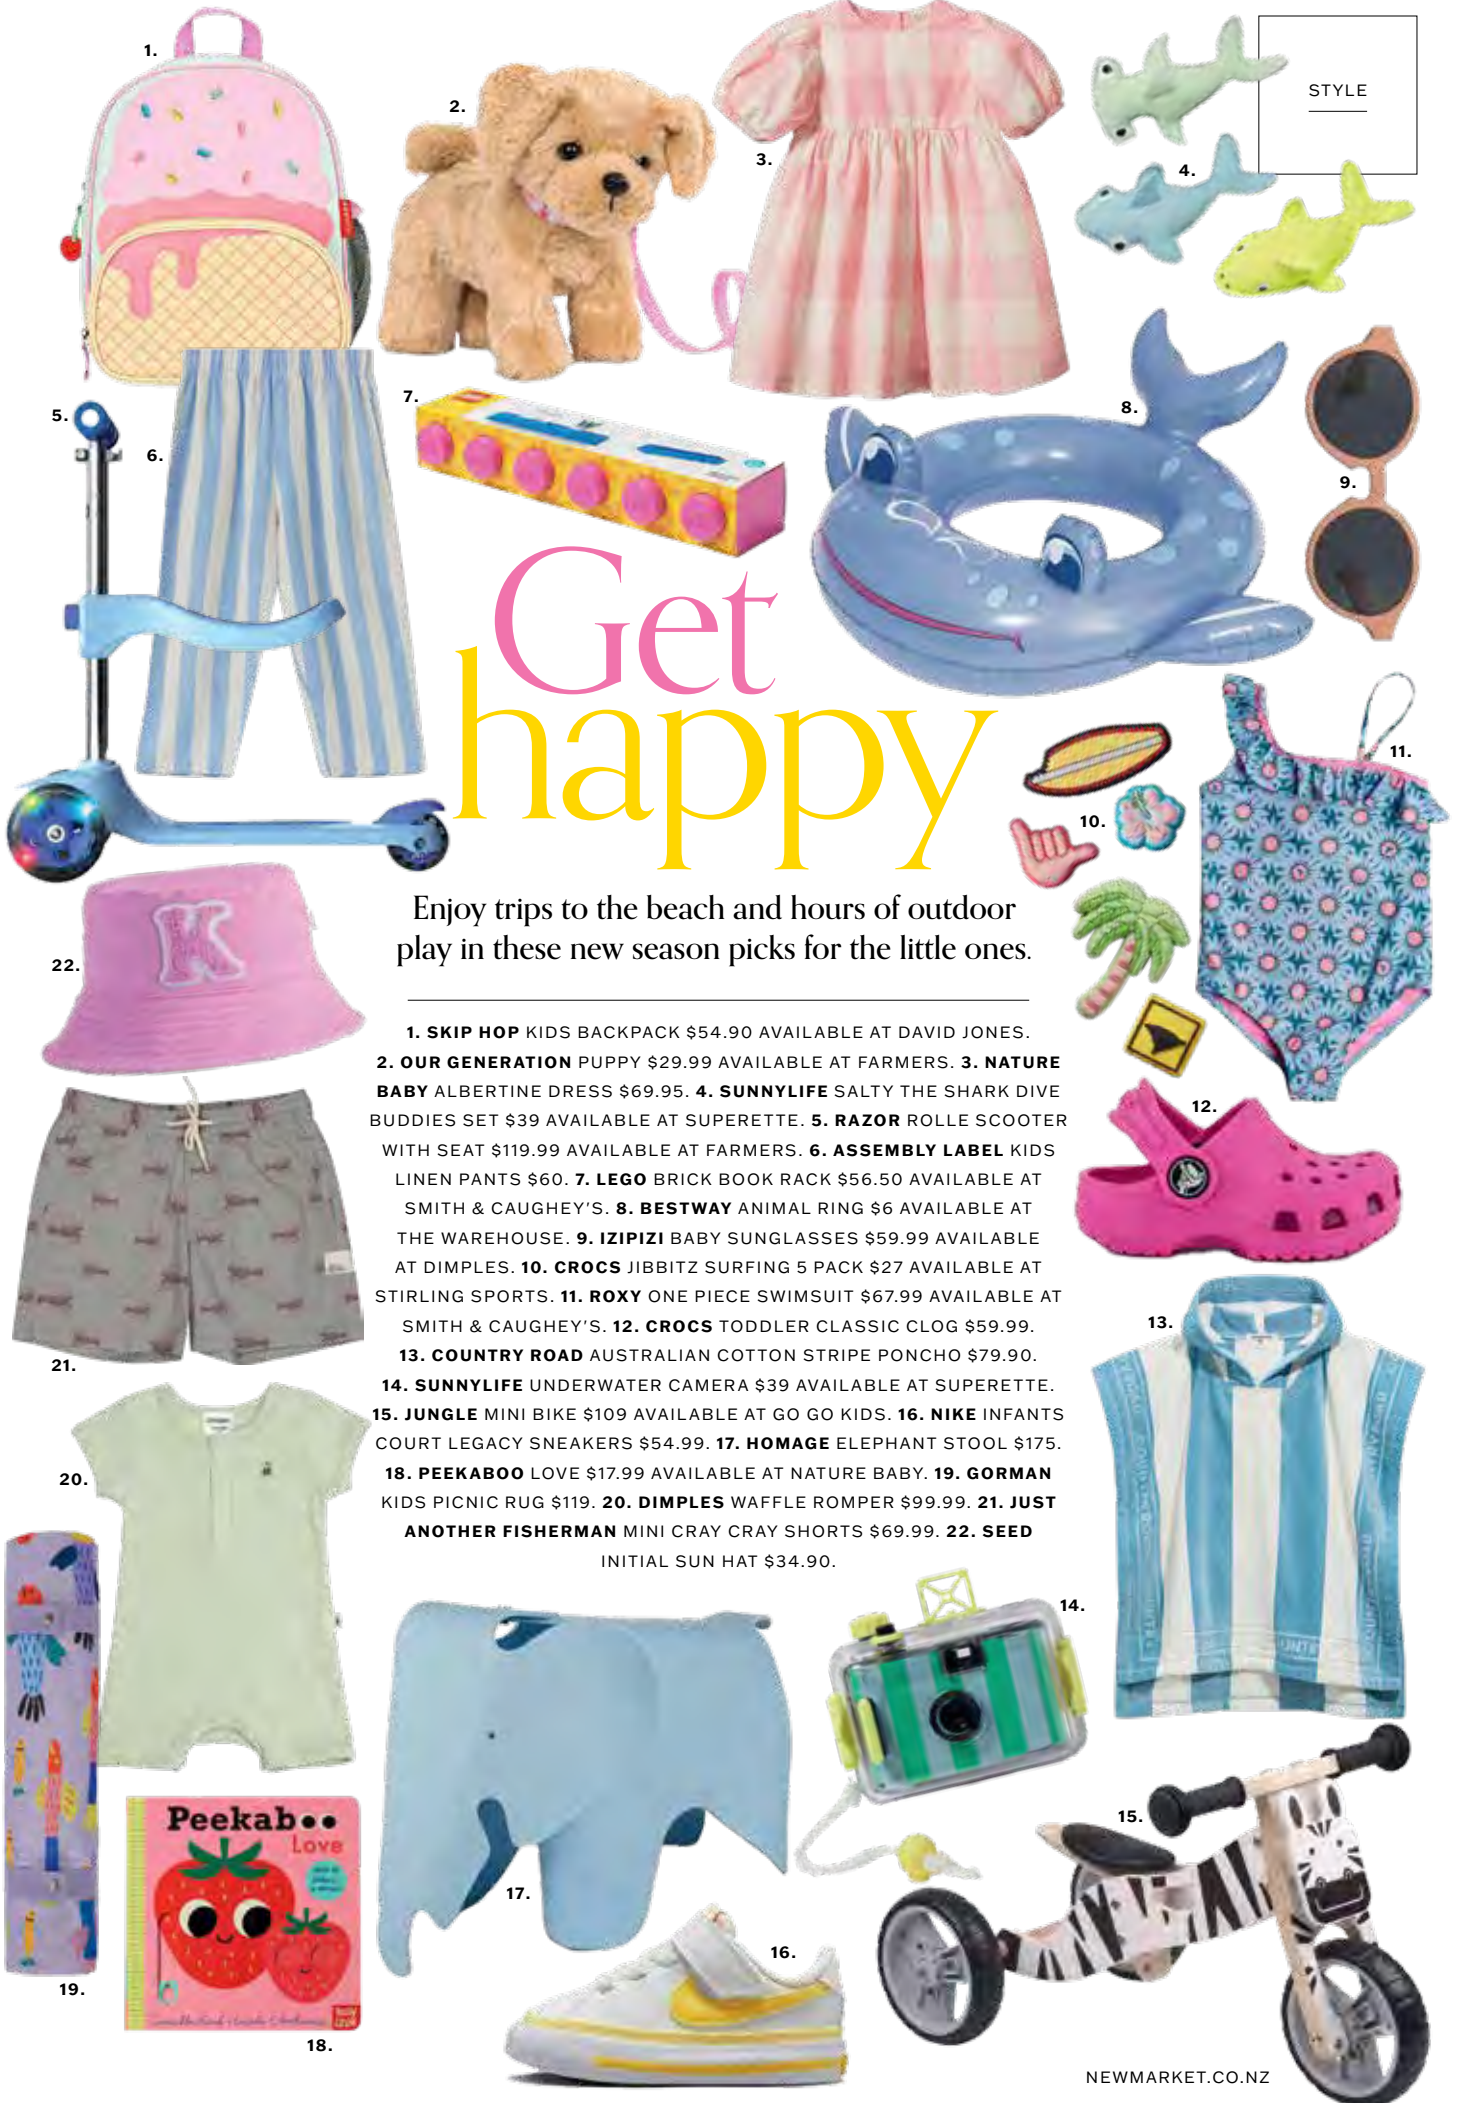 STYLE
1.
2.
3.
4.
5.
6.
7.
8.
9.
Get
happy
10.
11.
Enjoy trips to the beach and hours of outdoor
play in these new season picks for the little ones.
22.
K
1. SKIP HOP KIDS BACKPACK $54.90 AVAILABLE AT DAVID JONES.
2. OUR GENERATION PUPPY $29.99 AVAILABLE AT FARMERS. 3. NATURE
BABY ALBERTINE DRESS $69.95. 4. SUNNYLIFE SALTY THE SHARK DIVE
BUDDIES SET $39 AVAILABLE AT SUPERETTE. 5. RAZOR ROLLE SCOOTER
WITH SEAT $119.99 AVAILABLE AT FARMERS. 6. ASSEMBLY LABEL KIDS
LINEN PANTS $60. 7. LEGO BRICK BOOK RACK $56.50 AVAILABLE AT
SMITH & CAUGHEY'S. 8. BESTWAY ANIMAL RING $6 AVAILABLE AT
THE WAREHOUSE. 9. IZIPIZI BABY SUNGLASSES $59.99 AVAILABLE
AT DIMPLES. 10. CROCS JIBBITZ SURFING 5 PACK $27 AVAILABLE AT
STIRLING SPORTS. 11. ROXY ONE PIECE SWIMSUIT $67.99 AVAILABLE AT
SMITH & CAUGHEY'S. 12. CROCS TODDLER CLASSIC CLOG $59.99.
13. COUNTRY ROAD AUSTRALIAN COTTON STRIPE PONCHO $79.90.
14. SUNNYLIFE UNDERWATER CAMERA $39 AVAILABLE AT SUPERETTE.
15. JUNGLE MINI BIKE $109 AVAILABLE AT GO GO KIDS. 16. NIKE INFANTS
COURT LEGACY SNEAKERS $54.99. 17. HOMAGE ELEPHANT STOOL $175.
18. PEEKABOO LOVE $17.99 AVAILABLE AT NATURE BABY. 19. GORMAN
KIDS PICNIC RUG $119. 20. DIMPLES WAFFLE ROMPER $99.99. 21. JUST
ANOTHER FISHERMAN MINI CRAY CRAY SHORTS $69.99. 22. SEED
INITIAL SUN HAT $34.90.
12.
13.
21.
20.
14.
15.
Peekaboo
Love
17.
16.
19.
18.
NEWMARKET.CO.NZ